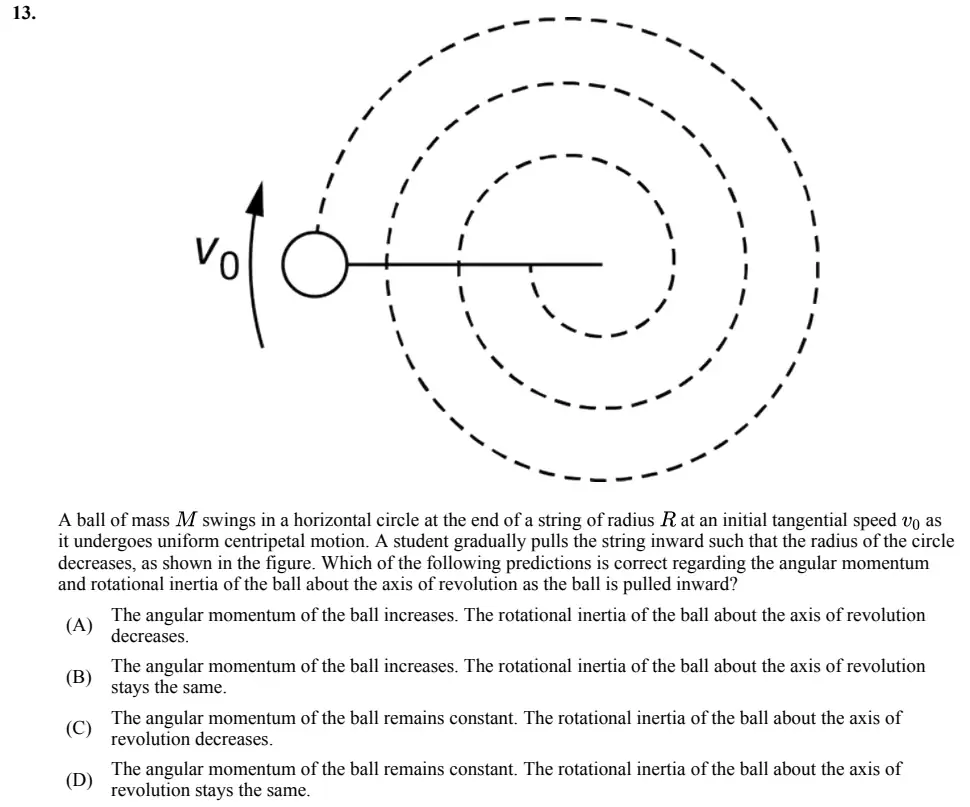 13.
v0
A ball of mass M swings in a horizontal circle at the end of a string of radius R at an initial tangential speed v0 as
it undergoes uniform centripetal motion. A student gradually pulls the string inward such that the radius of the circle
decreases, as shown in the figure. Which of the following predictions is correct regarding the angular momentum
and rotational inertia of the ball about the axis of revolution as the ball is pulled inward?
(A) The angular momentum of the ball increases. The rotational inertia of the ball about the axis of revolution
decreases.
(B) The angular momentum of the ball increases. The rotational inertia of the ball about the axis of revolution
stays the same.
(C) The angular momentum of the ball remains constant. The rotational inertia of the ball about the axis of
revolution decreases.
(D) The angular momentum of the ball remains constant. The rotational inertia of the ball about the axis of
revolution stays the same.